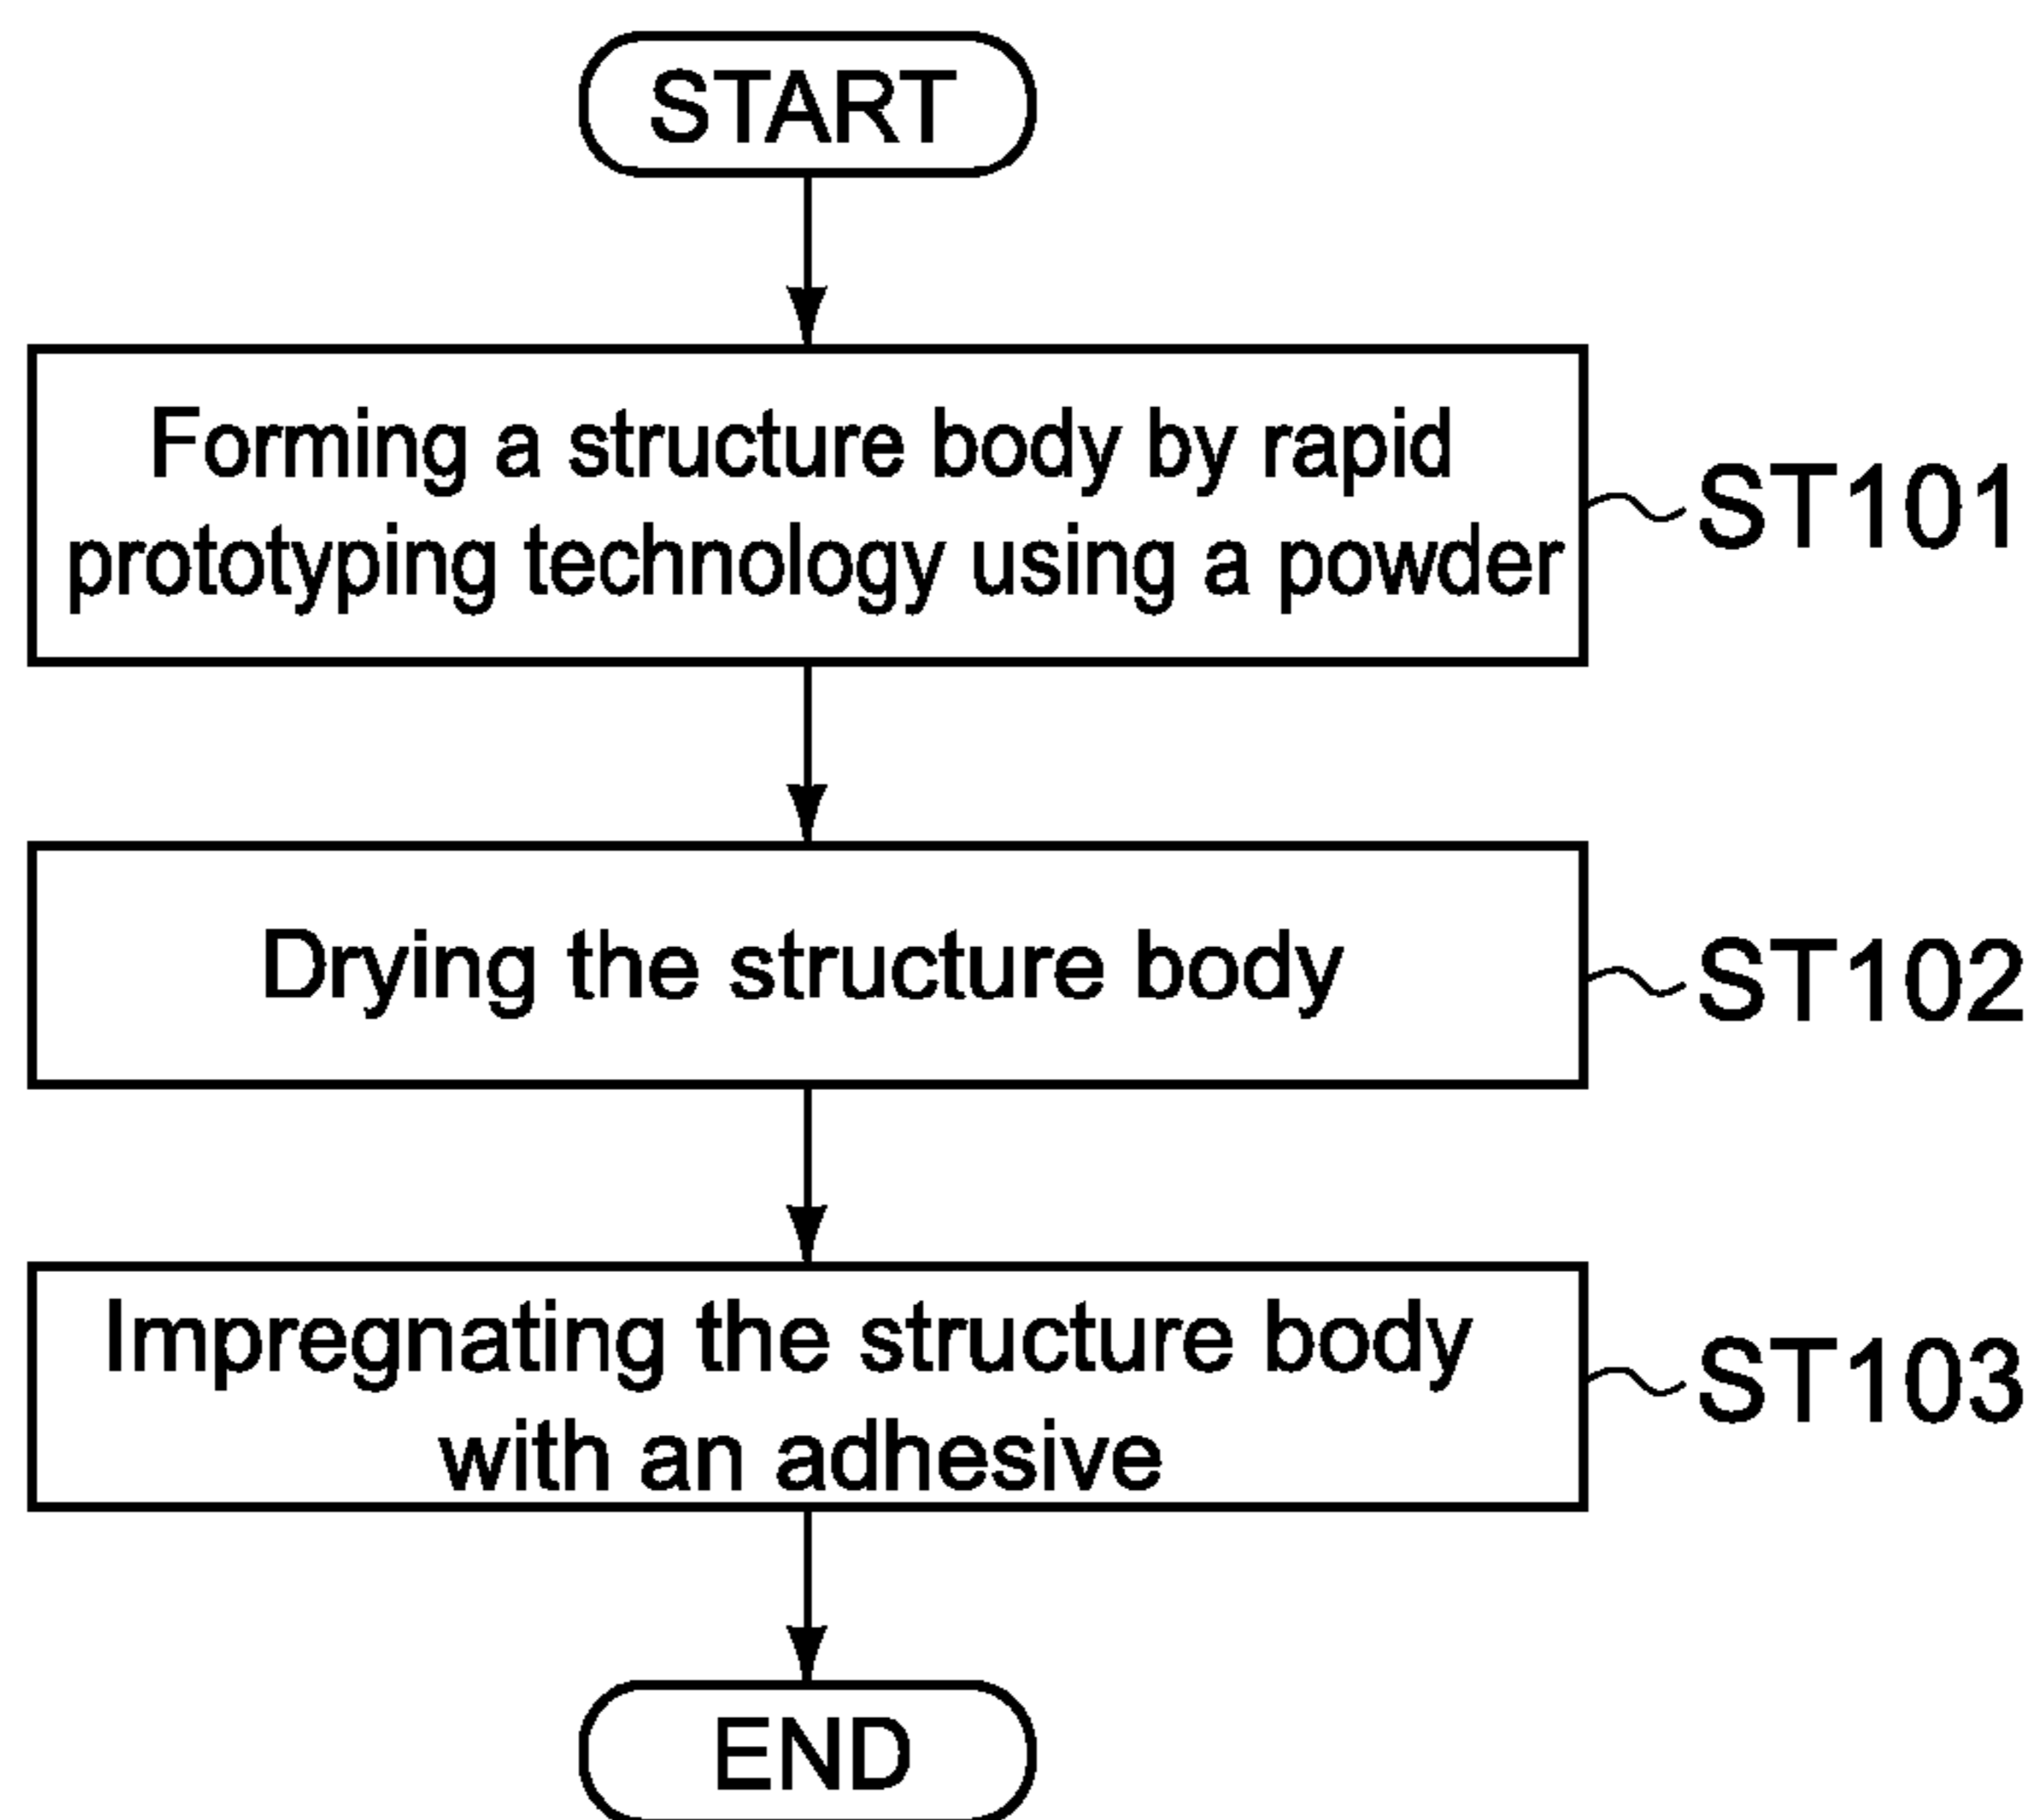 START
Forming a structure body by rapid
prototyping technology using a powder
ST101
Drying the structure body
ST102
Impregnating the structure body
with an adhesive
ST103
END